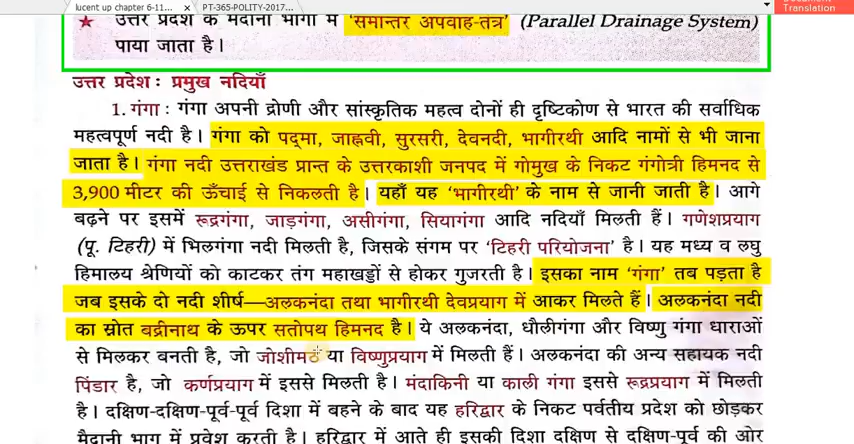 lucent up chapter 6-11...
PT-365-POLITY-2017...
Document
Translation
★ उत्तर प्रदेश के मैदानी भागों में 'समान्तर अपवाह-तंत्र' (Parallel Drainage System)
पाया जाता है।
उत्तर प्रदेश : प्रमुख नदियाँ
1. गंगा : गंगा अपनी द्रोणी और सांस्कृतिक महत्व दोनों ही दृष्टिकोण से भारत की सर्वाधिक
महत्वपूर्ण नदी है। गंगा को पद्‌मा, जाह्नवी, सुरसरी, देवनदी, भागीरथी आदि नामों से भी जाना
जाता है। गंगा नदी उत्तराखंड प्रान्त के उत्तरकाशी जनपद में गोमुख के निकट गंगोत्री हिमनद से
3,900 मीटर की ऊँचाई से निकलती है। यहाँ यह 'भागीरथी' के नाम से जानी जाती है। आगे
बढ़ने पर इसमें रूद्रगंगा, जाड़गंगा, असीगंगा, सियागंगा आदि नदियाँ मिलती हैं। गणेशप्रयाग
(पू. टिहरी) में भिलगंगा नदी मिलती है, जिसके संगम पर 'टिहरी परियोजना' है। यह मध्य व लघु
हिमालय श्रेणियों को काटकर तंग महाखड्डों से होकर गुजरती है। इसका नाम 'गंगा' तब पड़ता है
जब इसके दो नदी शीर्ष—अलकनंदा तथा भागीरथी देवप्रयाग में आकर मिलते हैं। अलकनंदा नदी
का स्रोत बद्रीनाथ के ऊपर सतोपथ हिमनद है। ये अलकनंदा, धौलीगंगा और विष्णु गंगा धाराओं
से मिलकर बनती है, जो जोशीमठ या विष्णुप्रयाग में मिलती हैं। अलकनंदा की अन्य सहायक नदी
पिंडार है, जो कर्णप्रयाग में इससे मिलती है। मंदाकिनी या काली गंगा इससे रूद्रप्रयाग में मिलती
है। दक्षिण-दक्षिण-पूर्व-पूर्व दिशा में बहने के बाद यह हरिद्वार के निकट पर्वतीय प्रदेश को छोड़कर
मैदानी भाग में प्रवेश करती है। हरिद्वार में आते ही इसकी दिशा दक्षिण से दक्षिण-पूर्व की ओर